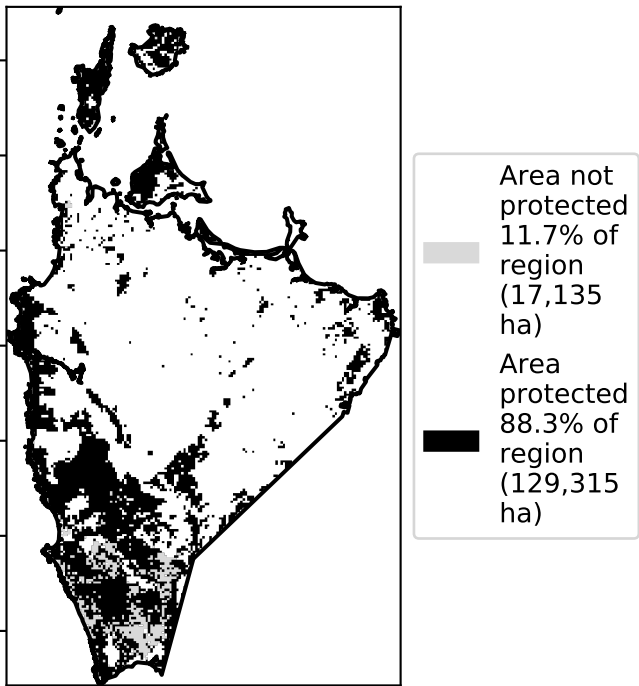 Area not
protected
11.7% of
region
(17,135
ha)
Area
protected
88.3% of
region
(129,315
ha)